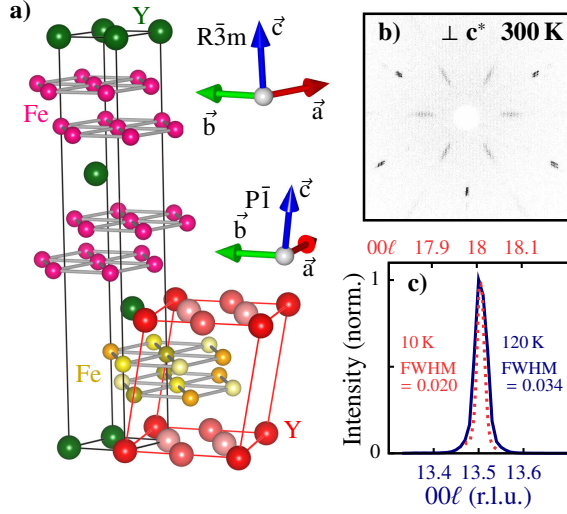 a)
Y
R3̅m
c⃗
b⃗
a⃗
Fe
P1̅
c⃗
b⃗
a⃗
Fe
Y
b) ⊥ c* 300 K
00ℓ 17.9 18 18.1
c)
1
0
Intensity (norm.)
10 K
FWHM
= 0.020
120 K
FWHM
= 0.034
13.4 13.5 13.6
00ℓ (r.l.u.)